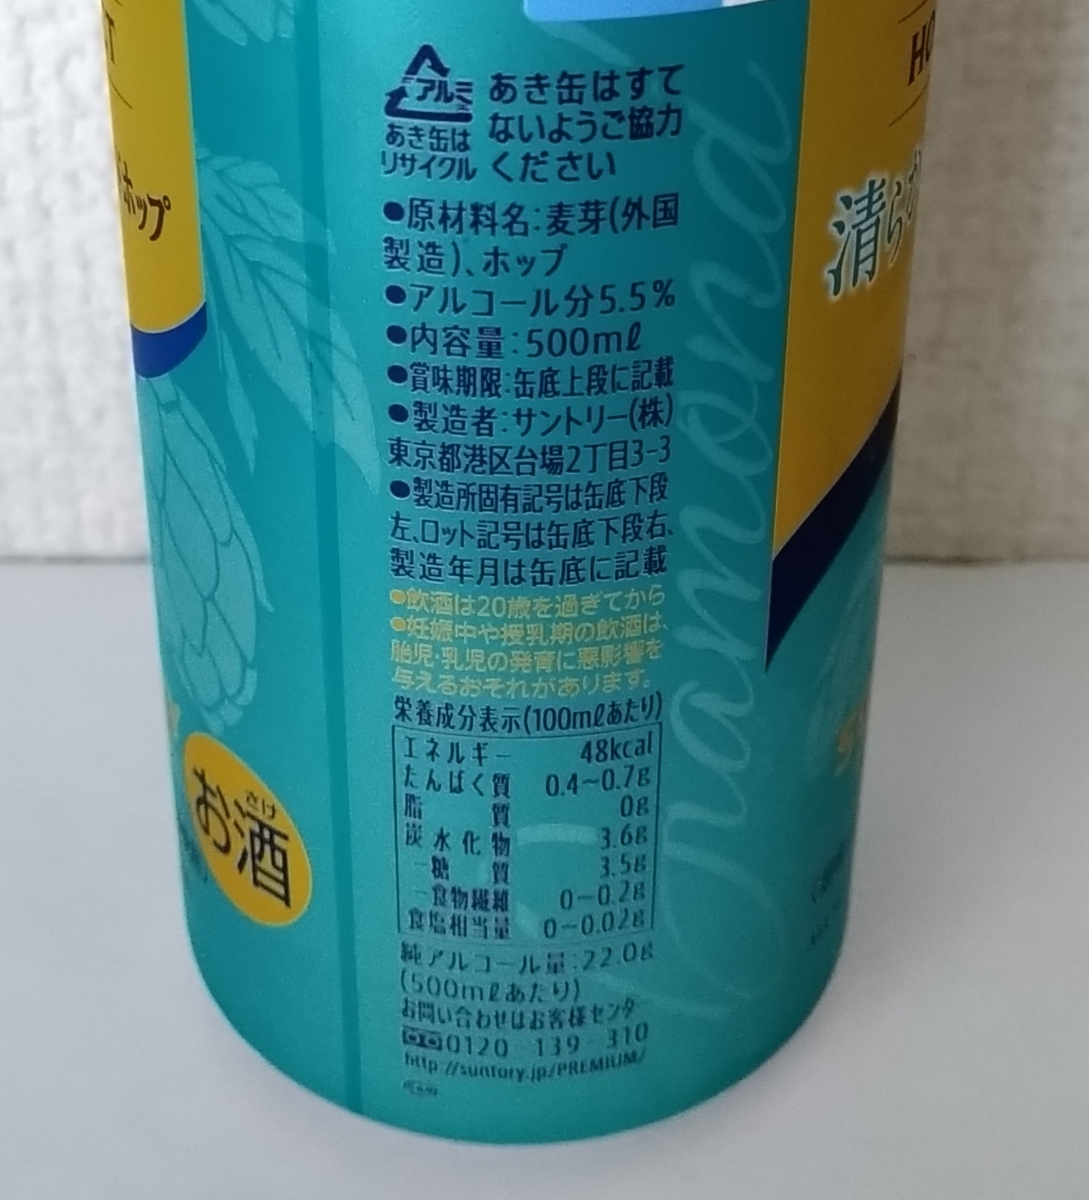 アルミ
あき缶は
リサイクル
あき缶はすて
ないようご協力
ください
●原材料名:麦芽(外国
製造)、ホップ
●アルコール分5.5%
●内容量:500mℓ
●賞味期限:缶底上段に記載
●製造者:サントリー(株)
東京都港区台場2丁目3-3
●製造所固有記号は缶底下段
左、ロット記号は缶底下段右、
製造年月は缶底に記載
●飲酒は20歳を過ぎてから
●妊娠中や授乳期の飲酒は、
胎児・乳児の発育に悪影響を
与えるおそれがあります。
栄養成分表示(100mℓあたり)
エネルギー 48kcal
たんぱく質 0.4~0.7g
脂質 0g
炭水化物 3.6g
-糖質 3.5g
-食物繊維 0~0.2g
食塩相当量 0~0.02g
純アルコール量:22.0g
(500mℓあたり)
お問い合わせはお客様センター
0120 139 310
http://suntory.jp/PREMIUM/
ホップ
さけ
お酒
HO
清ら
Diamond